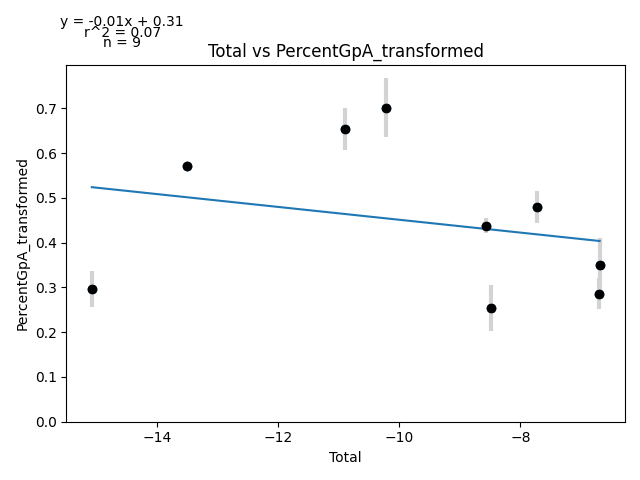 y = -0.01x + 0.31
r^2 = 0.07
n = 9
Total vs PercentGpA_transformed
0.7
0.6
0.5
0.4
0.3
0.2
0.1
0.0
PercentGpA_transformed
−14
−12
−10
−8
Total